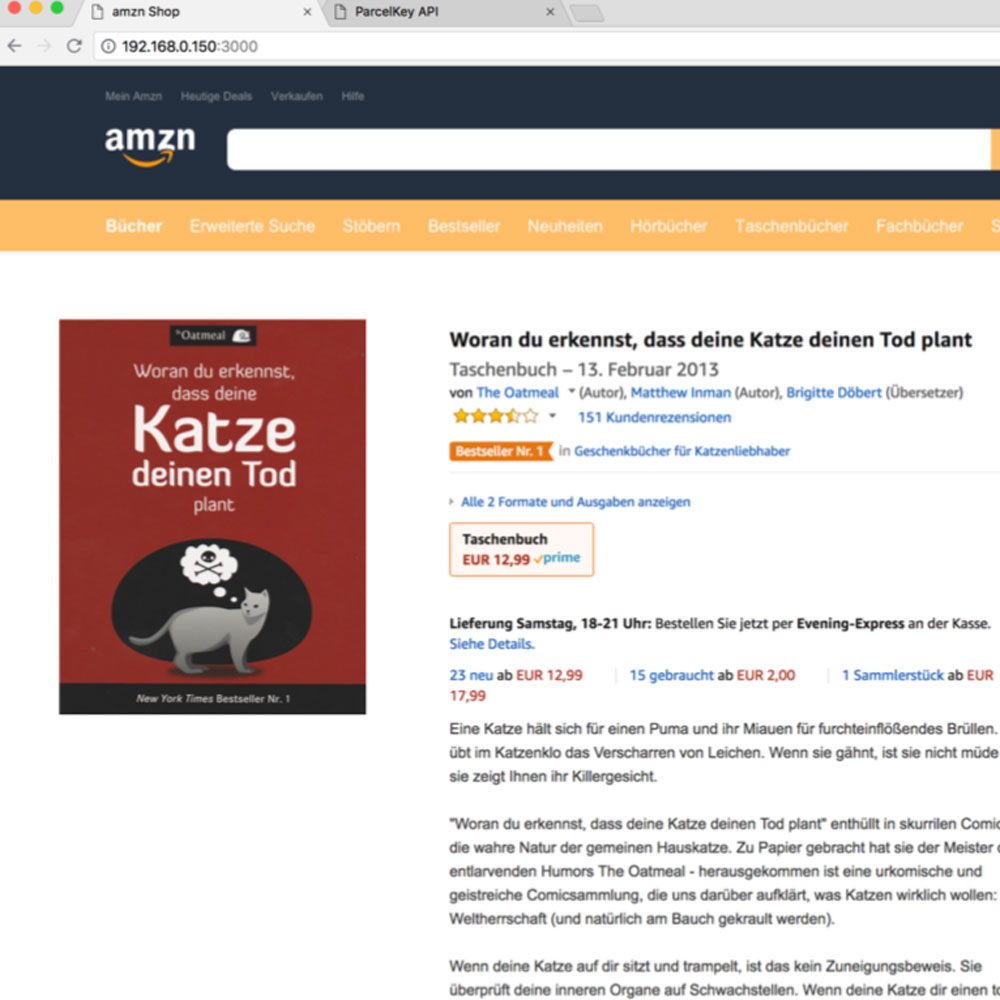 amzn Shop
ParcelKey API
192.168.0.150:3000
Mein Amzn Heutige Deals Verkaufen Hilfe
amzn
Bücher Erweiterte Suche Stöbern Bestseller Neuheiten Hörbücher Taschenbücher Fachbücher S
The Oatmeal
Woran du erkennst,
dass deine
Katze
deinen Tod
plant
New York Times Bestseller Nr. 1
Woran du erkennst, dass deine Katze deinen Tod plant
Taschenbuch – 13. Februar 2013
von The Oatmeal (Autor), Matthew Inman (Autor), Brigitte Döbert (Übersetzer)
151 Kundenrezensionen
Bestseller Nr. 1 in Geschenkbücher für Katzenliebhaber
Alle 2 Formate und Ausgaben anzeigen
Taschenbuch
EUR 12,99 prime
Lieferung Samstag, 18-21 Uhr: Bestellen Sie jetzt per Evening-Express an der Kasse.
Siehe Details.
23 neu ab EUR 12,99 | 15 gebraucht ab EUR 2,00 | 1 Sammlerstück ab EUR
17,99
Eine Katze hält sich für einen Puma und ihr Miauen für furchteinflößendes Brüllen.
übt im Katzenklo das Verscharren von Leichen. Wenn sie gähnt, ist sie nicht müde
sie zeigt Ihnen ihr Killergesicht.
"Woran du erkennst, dass deine Katze deinen Tod plant" enthüllt in skurrilen Comic
die wahre Natur der gemeinen Hauskatze. Zu Papier gebracht hat sie der Meister
entlarvenden Humors The Oatmeal - herausgekommen ist eine urkomische und
geistreiche Comicsammlung, die uns darüber aufklärt, was Katzen wirklich wollen:
Weltherrschaft (und natürlich am Bauch gekrault werden).
Wenn deine Katze auf dir sitzt und trampelt, ist das kein Zuneigungsbeweis. Sie
überprüft deine inneren Organe auf Schwachstellen. Wenn deine Katze dir einen